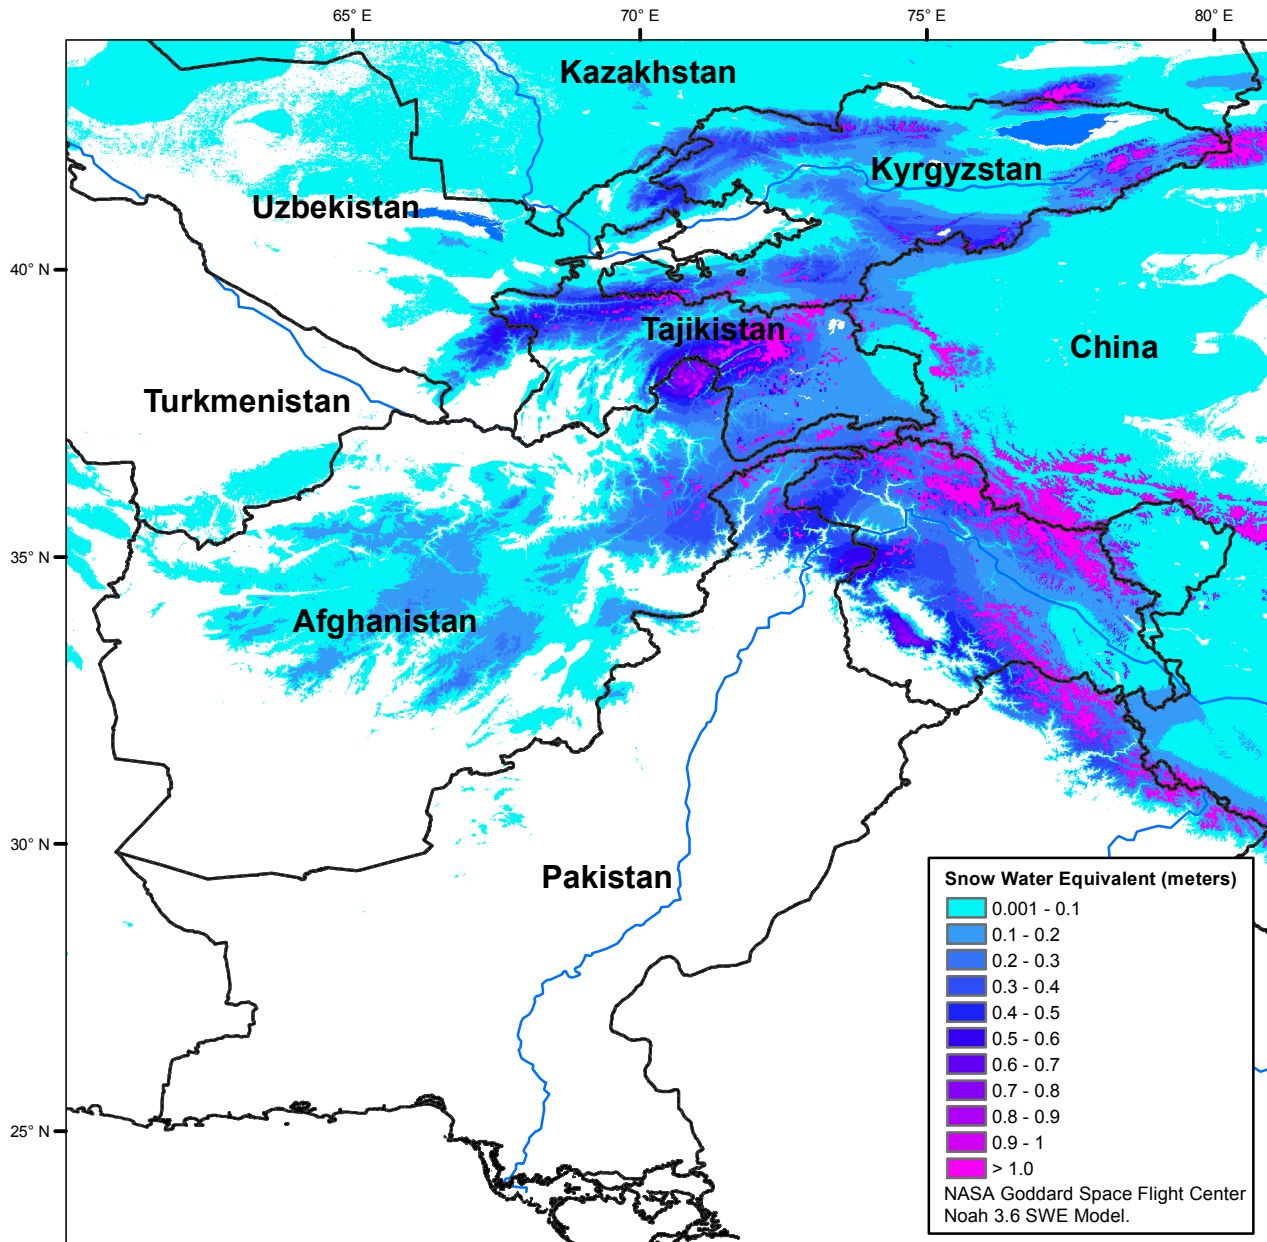 65° E
70° E
75° E
80° E
Kazakhstan
Kyrgyzstan
Uzbekistan
40° N
Tajikistan
China
Turkmenistan
35° N
Afghanistan
30° N
Pakistan
25° N
Snow Water Equivalent (meters)
0.001 - 0.1
0.1 - 0.2
0.2 - 0.3
0.3 - 0.4
0.4 - 0.5
0.5 - 0.6
0.6 - 0.7
0.7 - 0.8
0.8 - 0.9
0.9 - 1
> 1.0
NASA Goddard Space Flight Center
Noah 3.6 SWE Model.